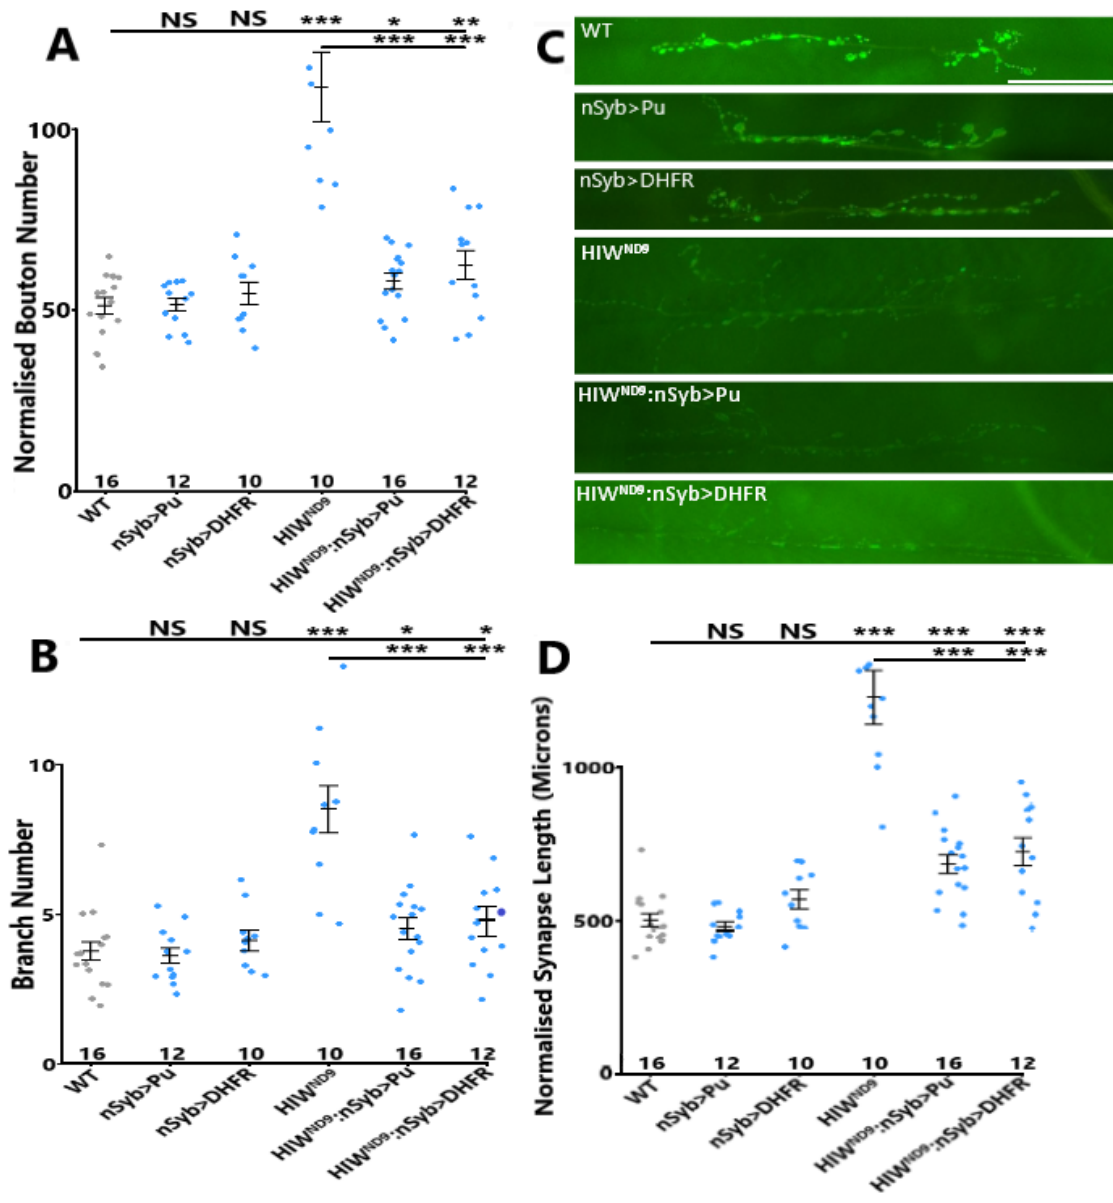 A
NS NS *** * **
*** ***
Normalised Bouton Number
100
50
0
16 12 10 10 16 12
WT nSyb>Pu nSyb>DHFR HIWᴺᴰ⁹ HIWᴺᴰ⁹:nSyb>Pu HIWᴺᴰ⁹:nSyb>DHFR
C
WT
nSyb>Pu
nSyb>DHFR
HIWᴺᴰ⁹
HIWᴺᴰ⁹:nSyb>Pu
HIWᴺᴰ⁹:nSyb>DHFR
B
NS NS *** * *
*** ***
Branch Number
10
5
0
16 12 10 10 16 12
WT nSyb>Pu nSyb>DHFR HIWᴺᴰ⁹ HIWᴺᴰ⁹:nSyb>Pu HIWᴺᴰ⁹:nSyb>DHFR
D
NS NS *** *** ***
*** ***
Normalised Synapse Length (Microns)
1000
500
0
16 12 10 10 16 12
WT nSyb>Pu nSyb>DHFR HIWᴺᴰ⁹ HIWᴺᴰ⁹:nSyb>Pu HIWᴺᴰ⁹:nSyb>DHFR